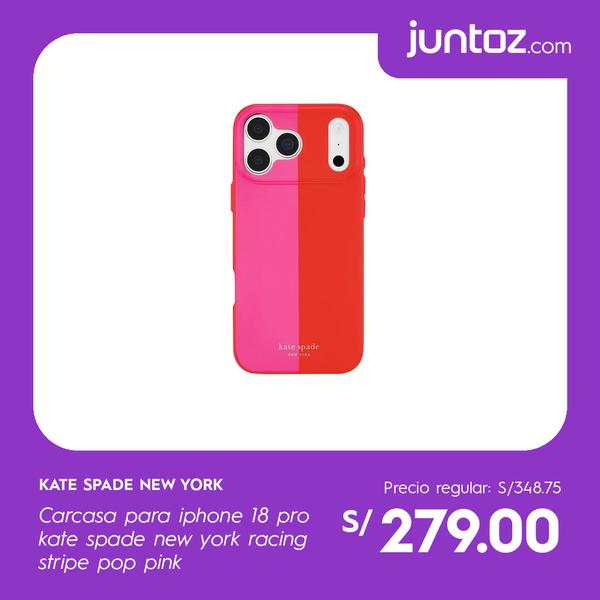 juntoz.com
kate spade
NEW YORK
KATE SPADE NEW YORK
Carcasa para iphone 18 pro
kate spade new york racing
stripe pop pink
Precio regular: S/348.75
S/279.00